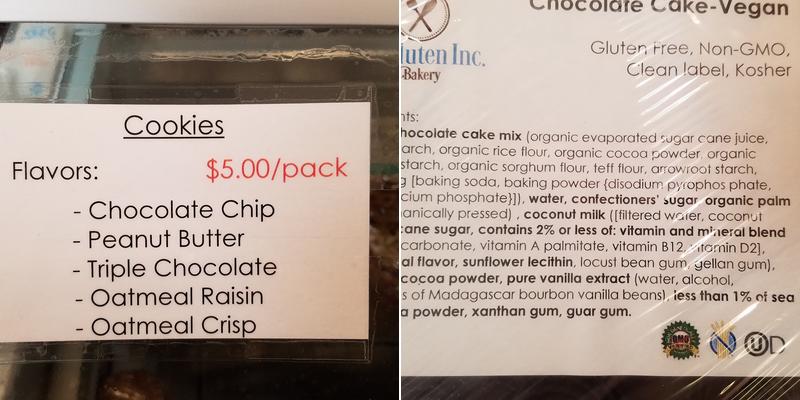 Cookies
Flavors: $5.00/pack
- Chocolate Chip
- Peanut Butter
- Triple Chocolate
- Oatmeal Raisin
- Oatmeal Crisp
Chocolate Cake-Vegan
Gluten Free, Non-GMO,
Clean label, Kosher
luten Inc.
Bakery
nts:
hocolate cake mix (organic evaporated sugar cane juice,
arch, organic rice flour, organic cocoa powder, organic
starch, organic sorghum flour, teff flour, arrowroot starch,
g [baking soda, baking powder {disodium pyrophos phate,
cium phosphate}]), water, confectioners' sugar, organic palm
anically pressed) , coconut milk ([filtered water, coconut
cane sugar, contains 2% or less of: vitamin and mineral blend
carbonate, vitamin A palmitate, vitamin B12, vitamin D2],
al flavor, sunflower lecithin, locust bean gum, gellan gum),
cocoa powder, pure vanilla extract (water, alcohol,
s of Madagascar bourbon vanilla beans), less than 1% of sea
a powder, xanthan gum, guar gum.
U D